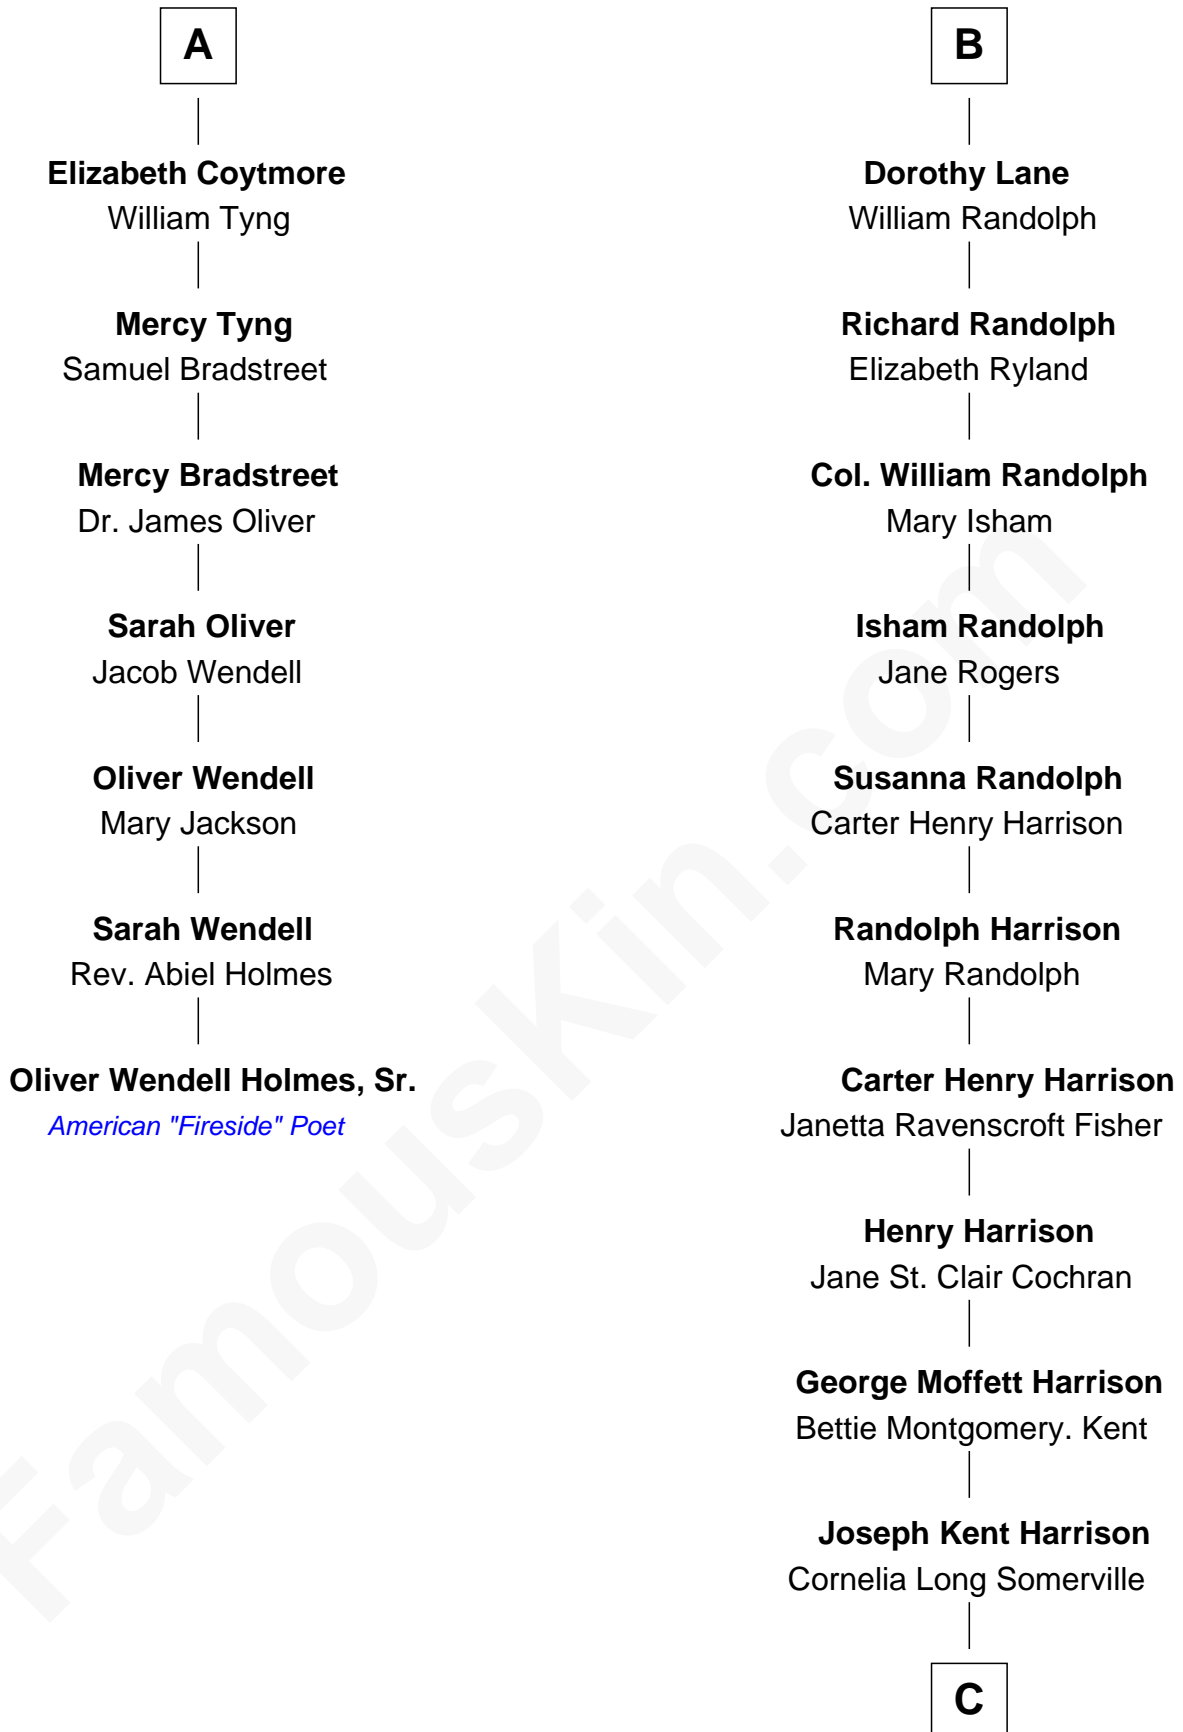 A
Elizabeth Coytmore
William Tyng
Mercy Tyng
Samuel Bradstreet
Mercy Bradstreet
Dr. James Oliver
Sarah Oliver
Jacob Wendell
Oliver Wendell
Mary Jackson
Sarah Wendell
Rev. Abiel Holmes
Oliver Wendell Holmes, Sr.
American "Fireside" Poet
B
Dorothy Lane
William Randolph
Richard Randolph
Elizabeth Ryland
Col. William Randolph
Mary Isham
Isham Randolph
Jane Rogers
Susanna Randolph
Carter Henry Harrison
Randolph Harrison
Mary Randolph
Carter Henry Harrison
Janetta Ravenscroft Fisher
Henry Harrison
Jane St. Clair Cochran
George Moffett Harrison
Bettie Montgomery. Kent
Joseph Kent Harrison
Cornelia Long Somerville
C
FamousKin.com